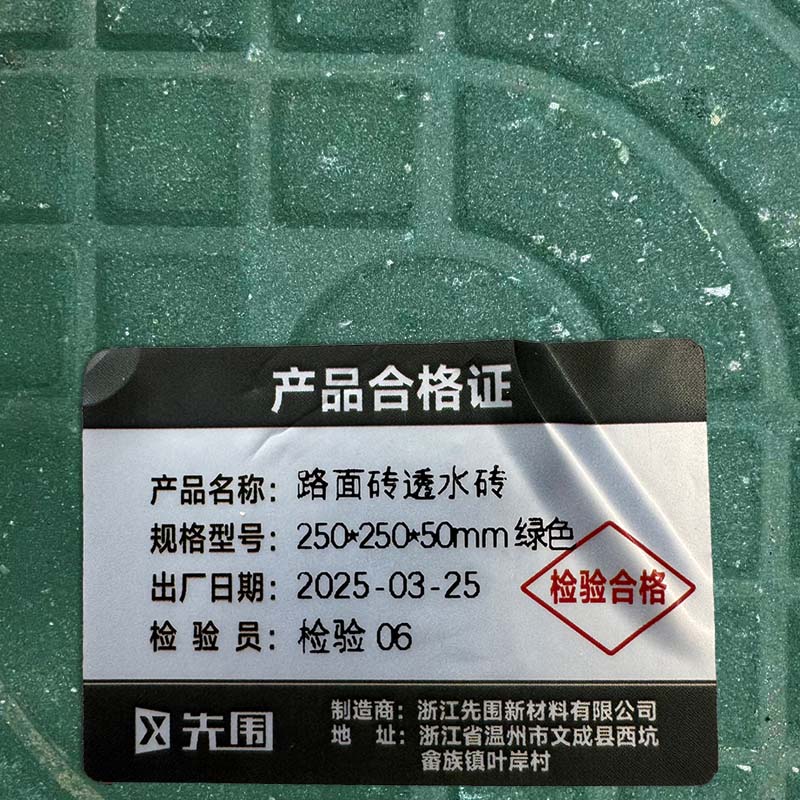 产品合格证
产品名称：路面砖透水砖
规格型号：250*250*50mm 绿色
出厂日期：2025-03-25
检验员：检验 06
检验合格
先围
制造商：浙江先围新材料有限公司
地址：浙江省温州市文成县西坑
畲族镇叶岸村